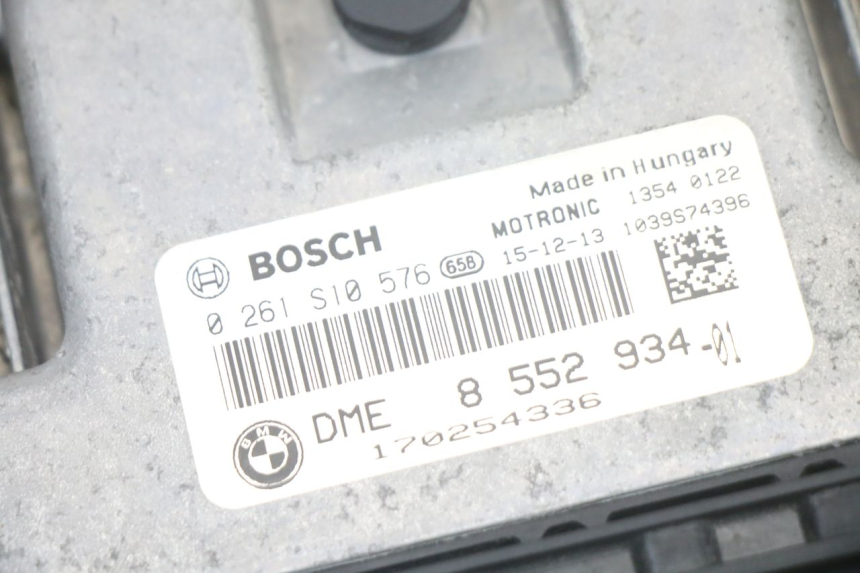 Made in Hungary
BOSCH MOTRONIC 1354 0122
0 261 S10 576 658 15-12-13 1039S74396
DME 8 552 934-01
170254336
BMW